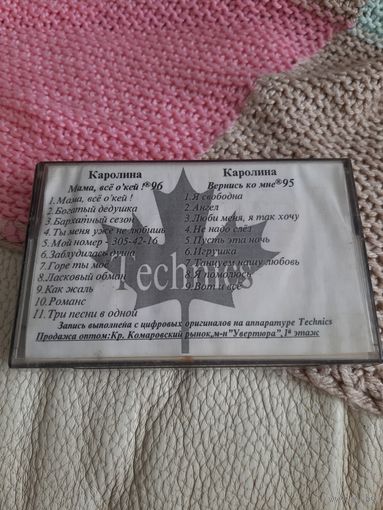 Каролина
Мама, всё о'кей !®96
1.Мама, всё о'кей !
2.Богатый дедушка
3.Бархатный сезон
4.Ты меня уже не любишь
5. Мой номер - 305-42-16
6.Заблудилась душа
7.Горе ты моё
8.Ласковый обман
9.Как жаль
10.Романс
11.Три песни в одной
Каролина
Вернись ко мне®95
1.Я свободна
2.Ангел
3.Люби меня, я так хочу
4.Не надо слёз
5.Пусть эта ночь
6.Игрушка
7.Танцуем нашу любовь
8.Я помолюсь
9.Вот и всё
Technics
Запись выполнена с цифровых оригиналов на аппаратуре Technics
Продажа оптом:Кр. Комаровский рынок,м-н"Увертюра",1й этаж